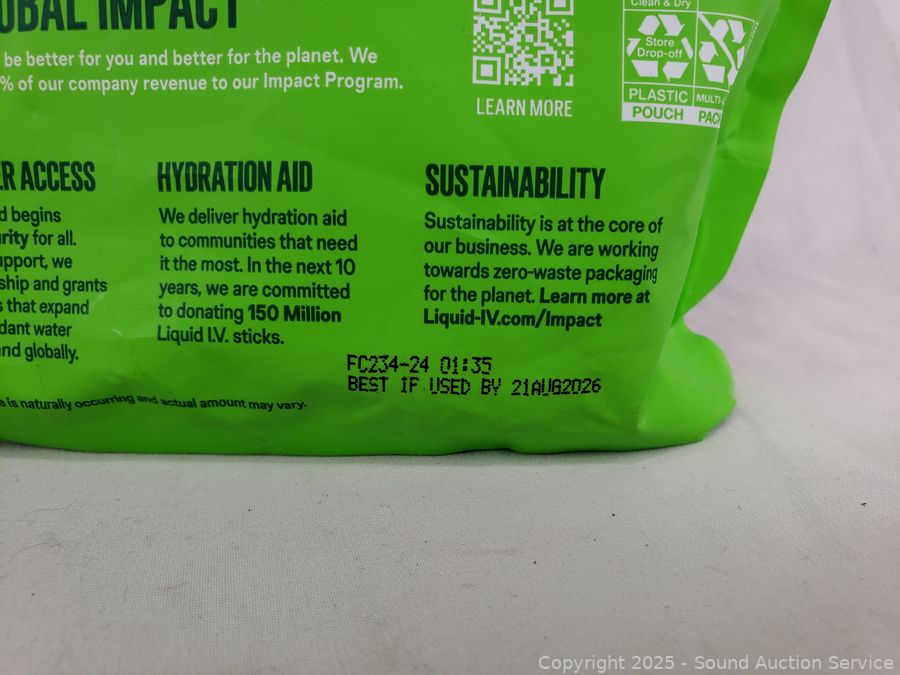 OBAL IMPACT
be better for you and better for the planet. We
% of our company revenue to our Impact Program.
LEARN MORE
Clean & Dry
Store
Drop-off
PLASTIC
POUCH
ER ACCESS
d begins
urity for all.
upport, we
ship and grants
s that expand
dant water
nd globally.
HYDRATION AID
We deliver hydration aid
to communities that need
it the most. In the next 10
years, we are committed
to donating 150 Million
Liquid I.V. sticks.
SUSTAINABILITY
Sustainability is at the core of
our business. We are working
towards zero-waste packaging
for the planet. Learn more at
Liquid-IV.com/Impact
FC234-24 01:35
BEST IF USED BY 21AUG2026
e is naturally occurring and actual amount may vary.
Copyright 2025 - Sound Auction Service